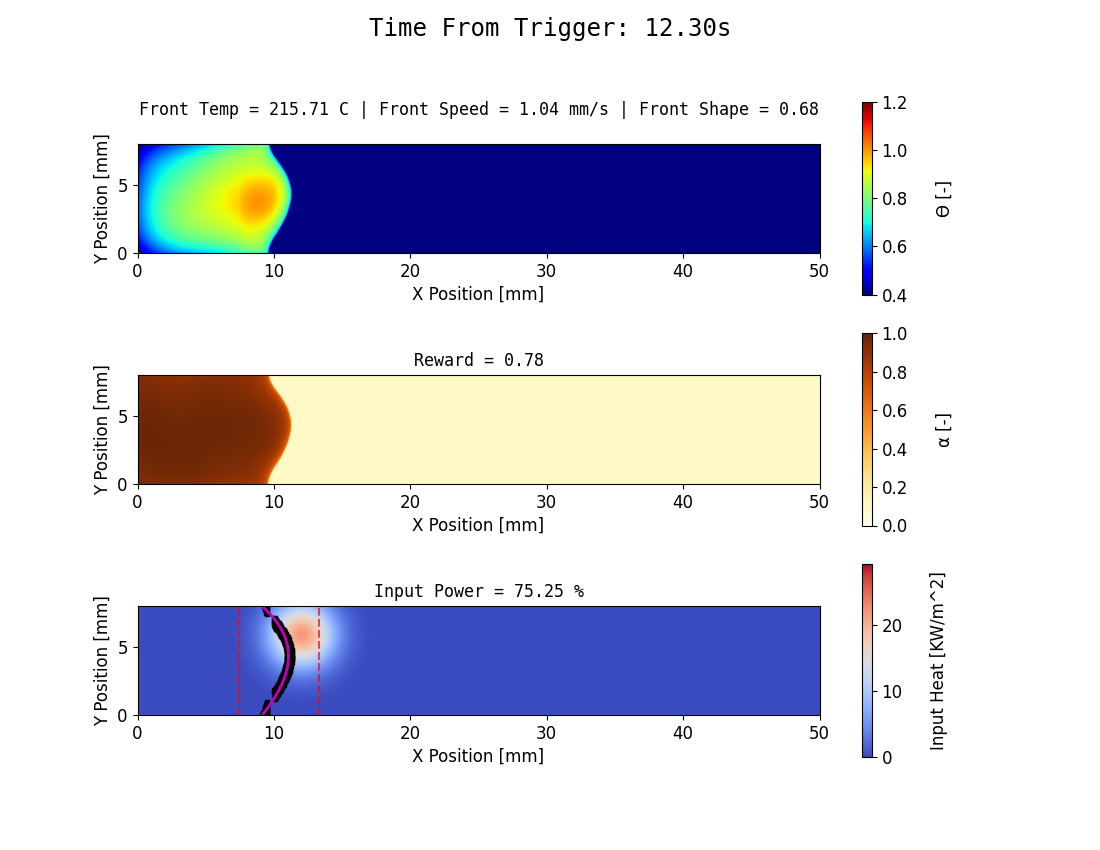 Time From Trigger: 12.30s
Front Temp = 215.71 C | Front Speed = 1.04 mm/s | Front Shape = 0.68
Y Position [mm]
5
0
0 10 20 30 40 50
X Position [mm]
1.2
1.0
0.8
0.6
0.4
Θ [-]
Reward = 0.78
Y Position [mm]
5
0
0 10 20 30 40 50
X Position [mm]
1.0
0.8
0.6
0.4
0.2
0.0
α [-]
Input Power = 75.25 %
Y Position [mm]
5
0
0 10 20 30 40 50
X Position [mm]
20
10
0
Input Heat [KW/m^2]